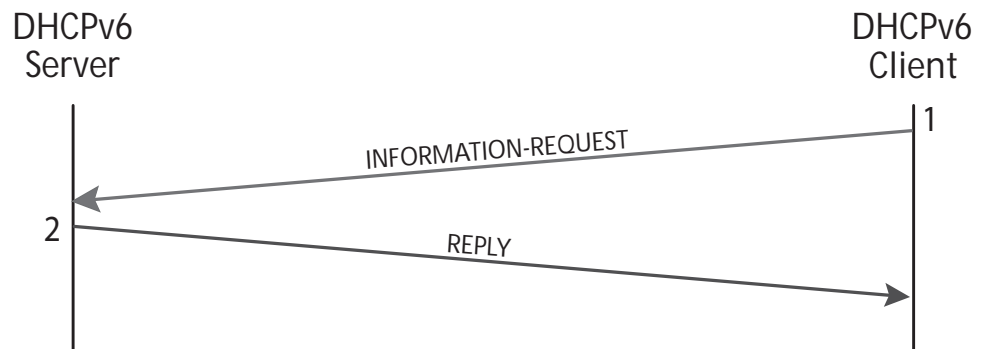 DHCPv6
Server
DHCPv6
Client
1
INFORMATION-REQUEST
2
REPLY